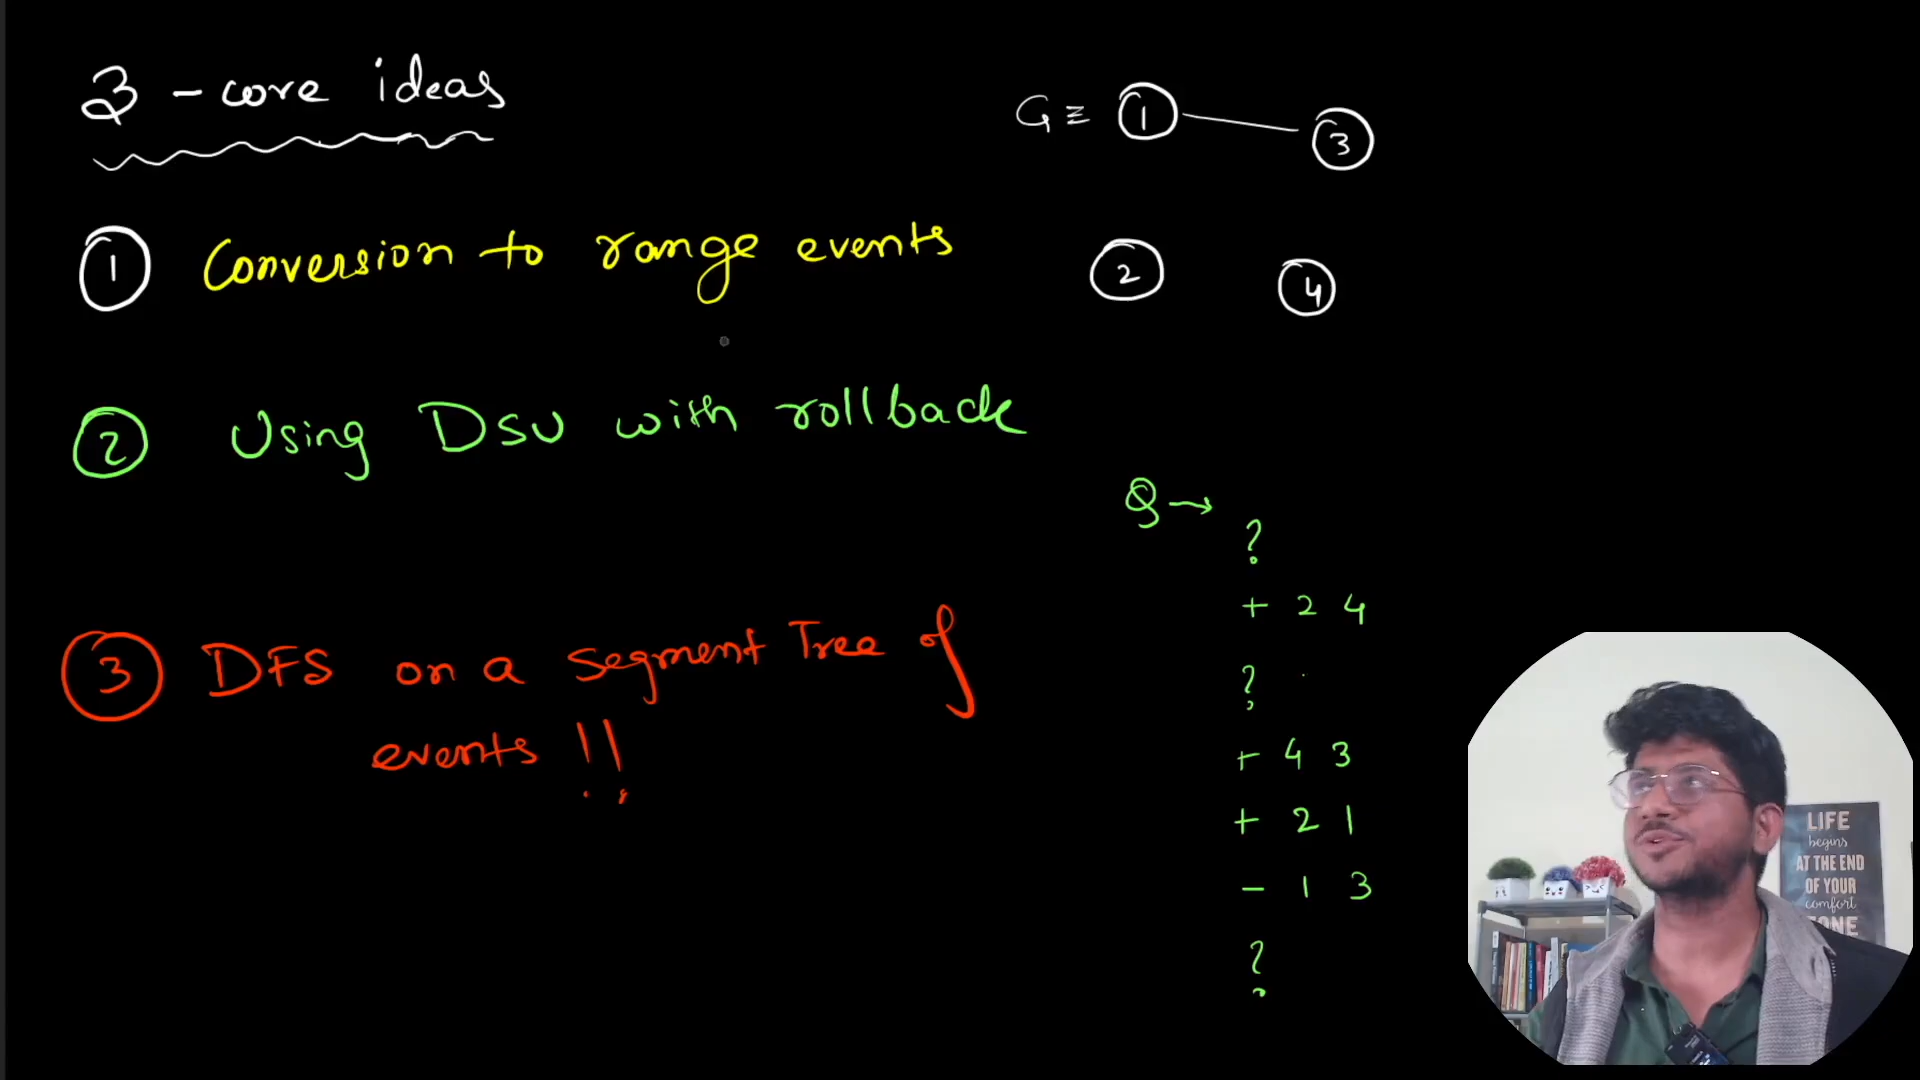 3 - core ideas
1 Conversion to range events
2 Using DSU with rollback
3 DFS on a segment Tree of
events !!
G ≡ 1 3
2 4
Q →
?
+ 2 4
?
+ 4 3
+ 2 1
- 1 3
?
LIFE
begins
AT THE END
OF YOUR
comfort
ZONE